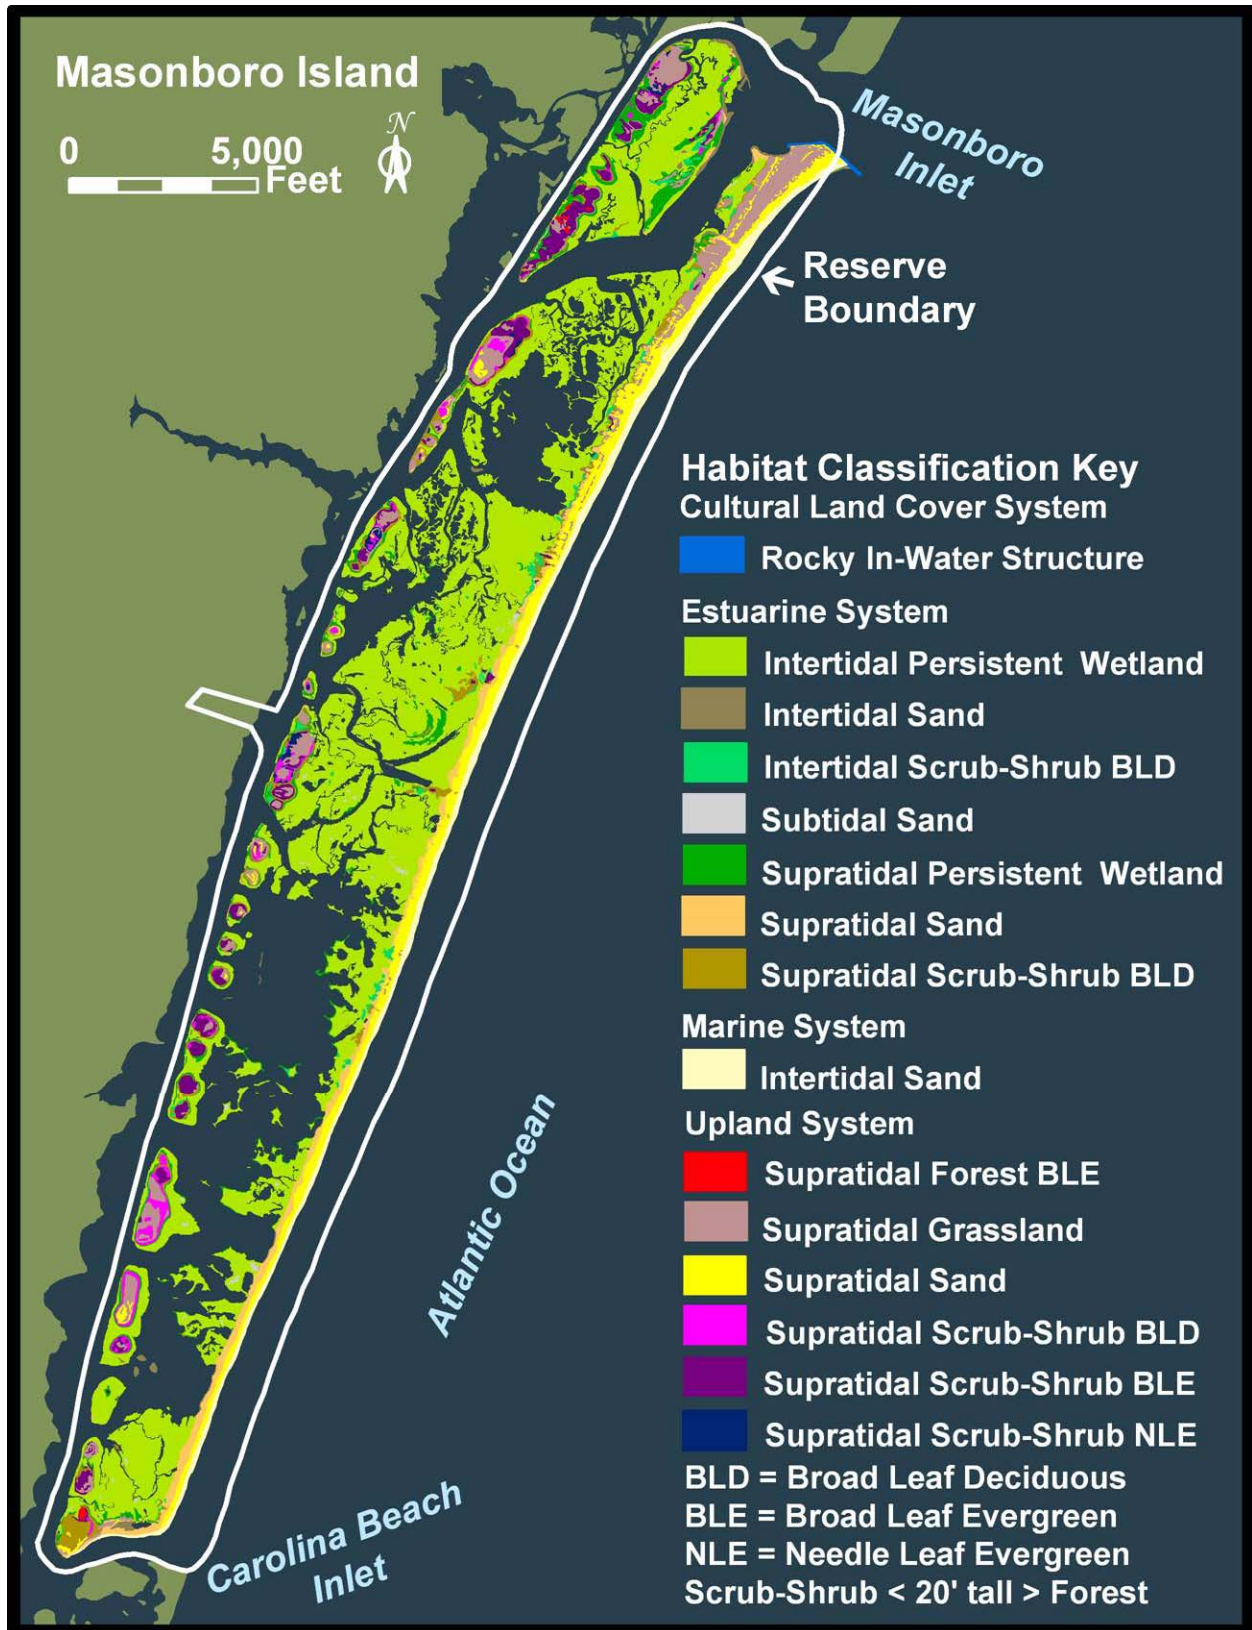 Masonboro Island
N
0 5,000
Feet
Masonboro
Inlet
Reserve
Boundary
Habitat Classification Key
Cultural Land Cover System
Rocky In-Water Structure
Estuarine System
Intertidal Persistent Wetland
Intertidal Sand
Intertidal Scrub-Shrub BLD
Subtidal Sand
Supratidal Persistent Wetland
Supratidal Sand
Supratidal Scrub-Shrub BLD
Marine System
Intertidal Sand
Upland System
Supratidal Forest BLE
Supratidal Grassland
Supratidal Sand
Supratidal Scrub-Shrub BLD
Supratidal Scrub-Shrub BLE
Supratidal Scrub-Shrub NLE
BLD = Broad Leaf Deciduous
BLE = Broad Leaf Evergreen
NLE = Needle Leaf Evergreen
Scrub-Shrub < 20' tall > Forest
Atlantic Ocean
Carolina Beach
Inlet